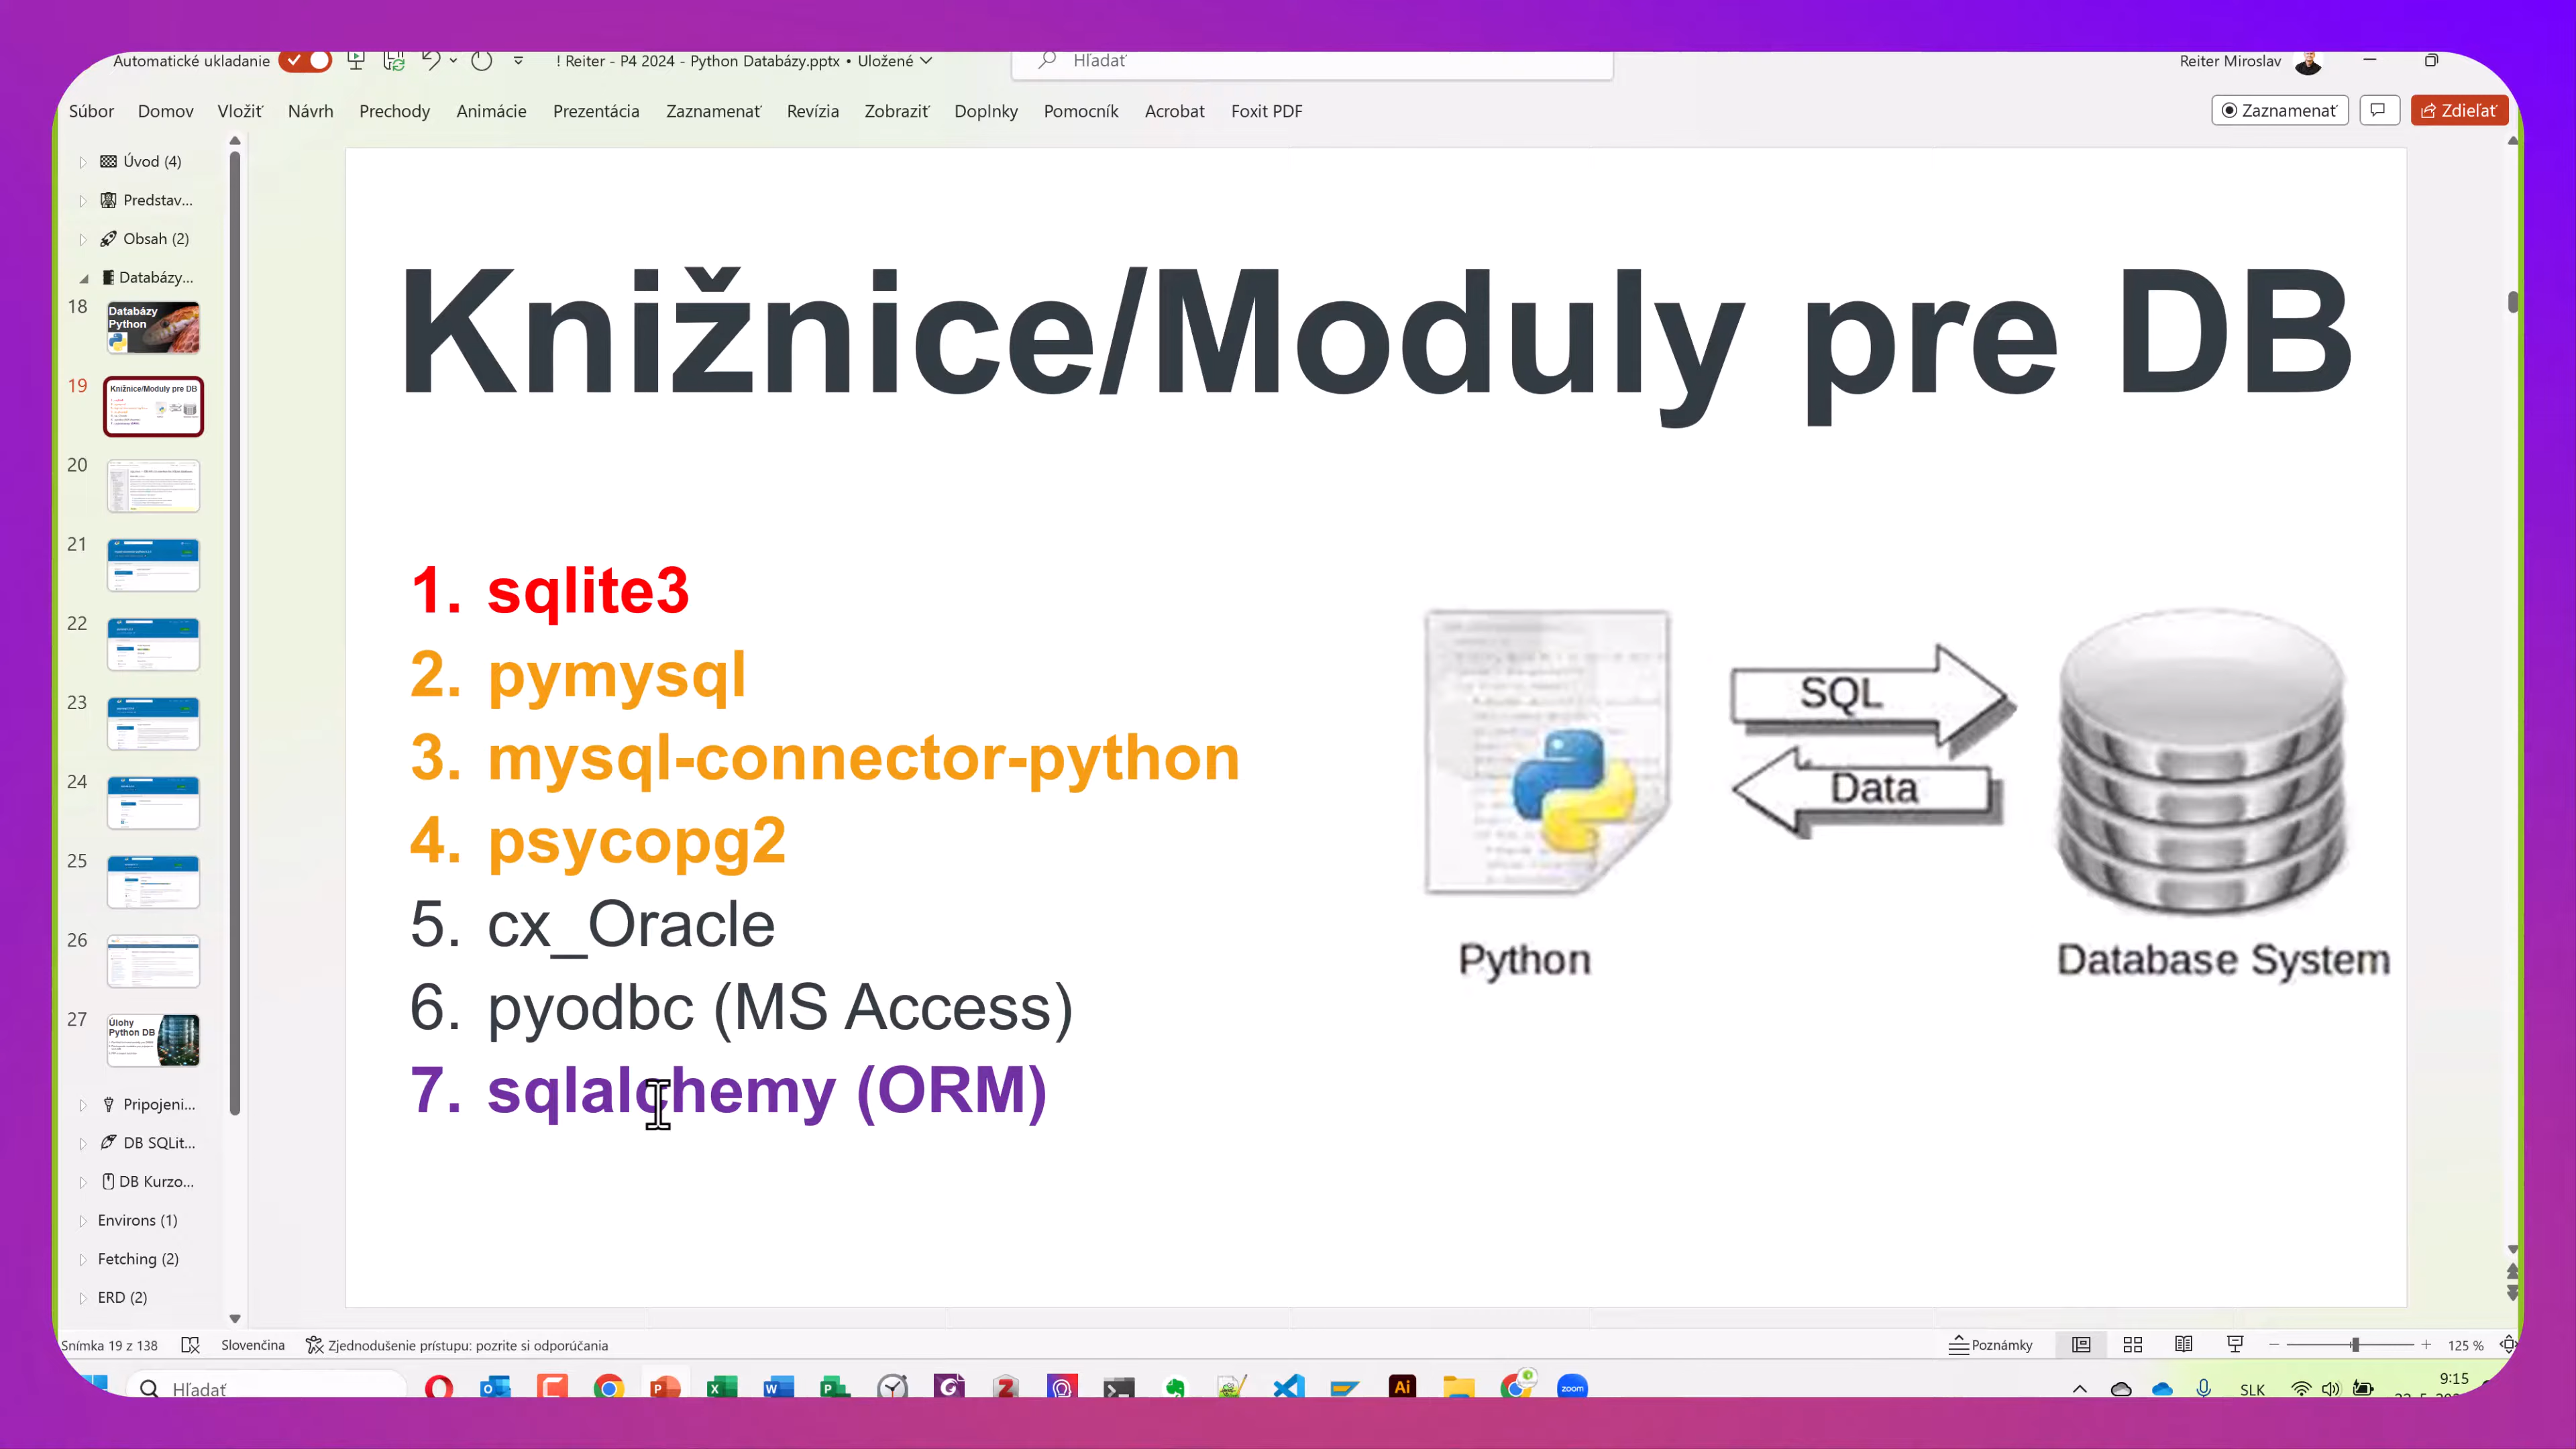 Automatické ukladanie
! Reiter - P4 2024 - Python Databázy.pptx • Uložené
Hľadať
Reiter Miroslav
Súbor Domov Vložiť Návrh Prechody Animácie Prezentácia Zaznamenať Revízia Zobraziť Doplnky Pomocník Acrobat Foxit PDF
Zaznamenať
Zdieľať
Úvod (4)
Predstav...
Obsah (2)
Databázy...
18
Databázy
Python
19
Knižnice/Moduly pre DB
20
21
22
23
24
25
26
27
Úlohy
Python DB
Pripojeni...
DB SQLit...
DB Kurzo...
Environs (1)
Fetching (2)
ERD (2)
Knižnice/Moduly pre DB
1. sqlite3
2. pymysql
3. mysql-connector-python
4. psycopg2
5. cx_Oracle
6. pyodbc (MS Access)
7. sqlalchemy (ORM)
SQL
Data
Python
Database System
Snímka 19 z 138
Slovenčina
Zjednodušenie prístupu: pozrite si odporúčania
Poznámky
125 %
Hľadať
Ai
zoom
SLK
9:15